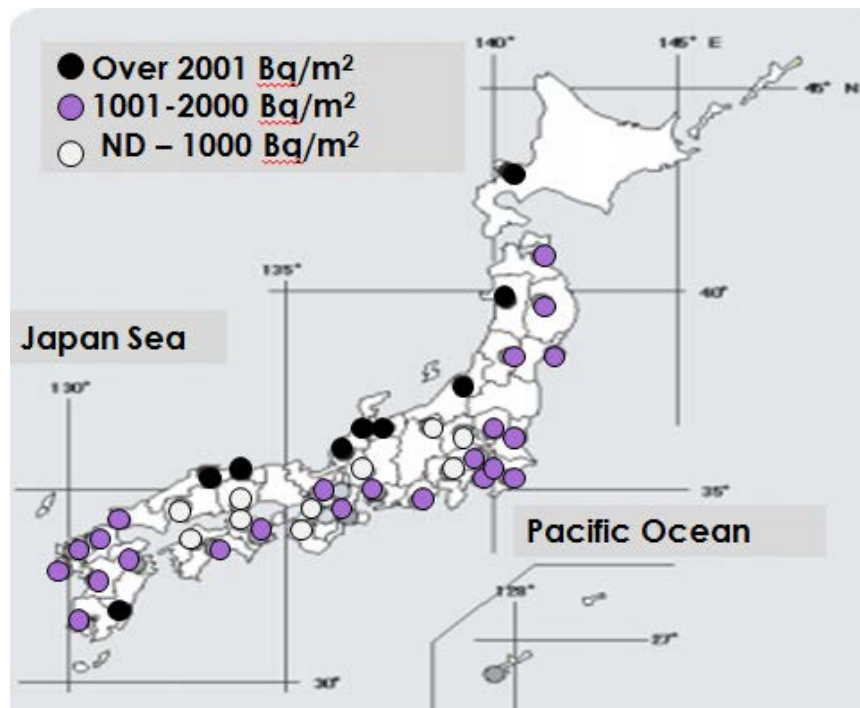 Over 2001 Bq/m²
1001-2000 Bq/m²
ND – 1000 Bq/m²
140°
145° E
45° N
135°
40°
Japan Sea
130°
35°
Pacific Ocean
128°
27°
30°